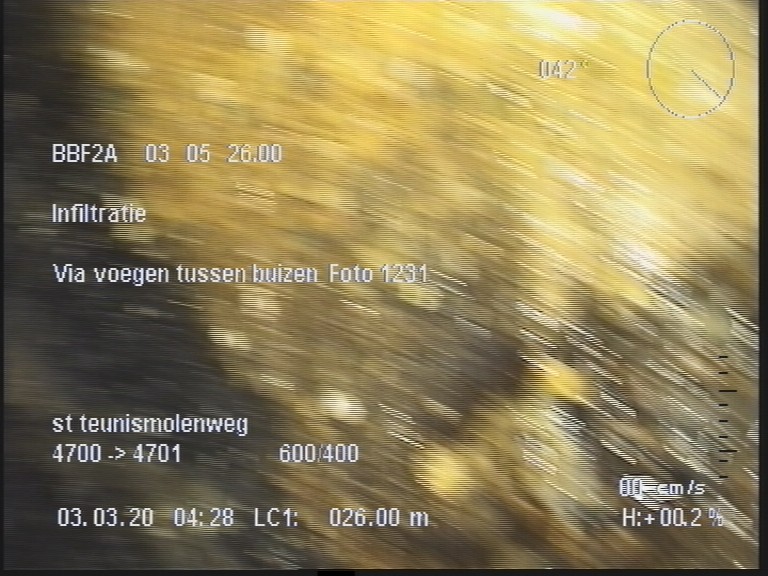 042°
BBF2A 03 05 26.00
Infiltratie
Via voegen tussen buizen Foto 1231
st teunismolenweg
4700 -> 4701 600/400
00 cm/s
03.03.20 04:28 LC1: 026.00 m H:+00.2 %